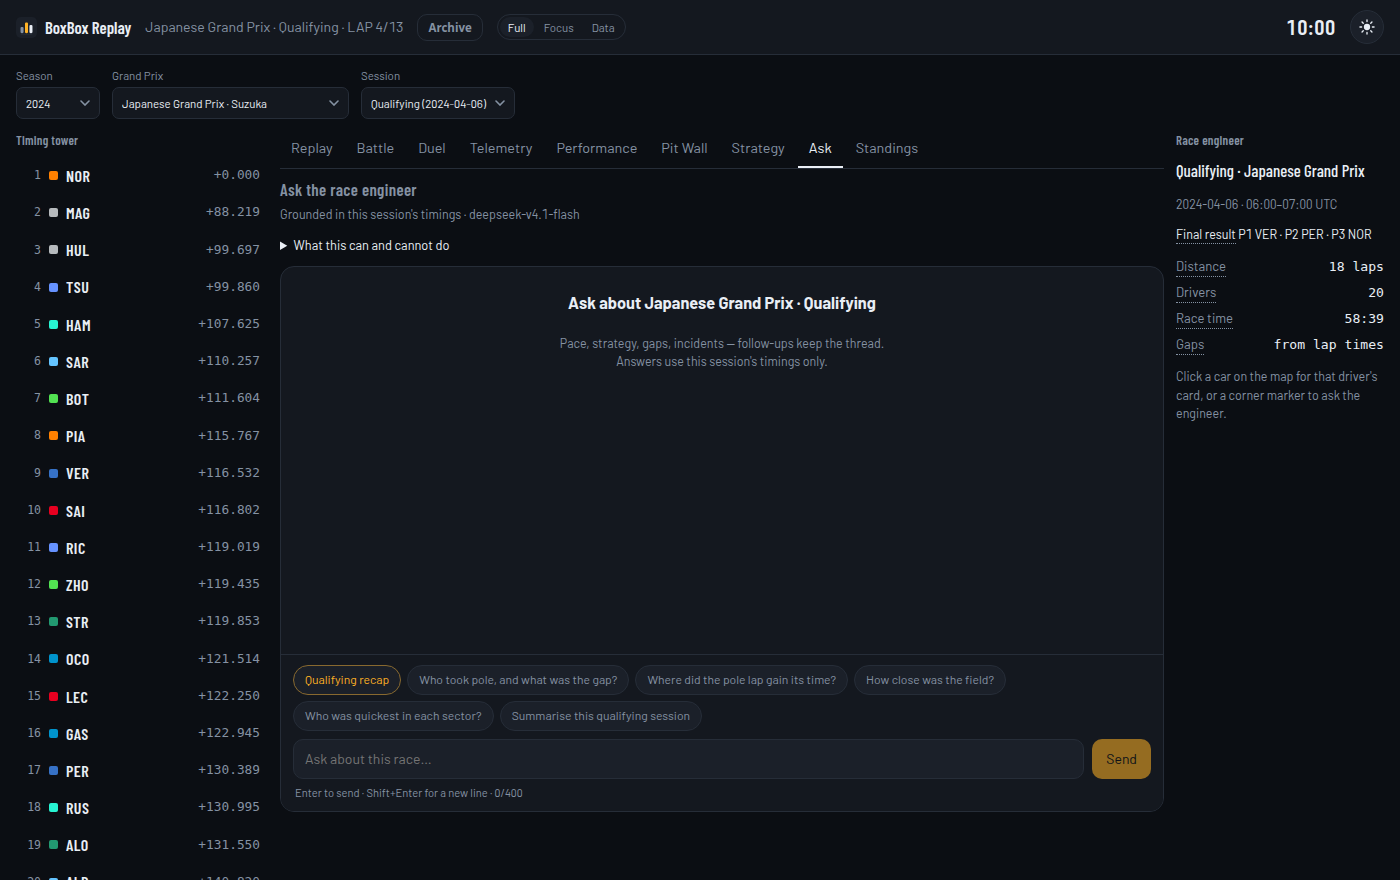 BoxBox Replay Japanese Grand Prix · Qualifying · LAP 4/13 Archive Full Focus Data 10:00
Season Grand Prix Session
2024 Japanese Grand Prix · Suzuka Qualifying (2024-04-06)
Timing tower
1 NOR +0.000
2 MAG +88.219
3 HUL +99.697
4 TSU +99.860
5 HAM +107.625
6 SAR +110.257
7 BOT +111.604
8 PIA +115.767
9 VER +116.532
10 SAI +116.802
11 RIC +119.019
12 ZHO +119.435
13 STR +119.853
14 OCO +121.514
15 LEC +122.250
16 GAS +122.945
17 PER +130.389
18 RUS +130.995
19 ALO +131.550
Replay Battle Duel Telemetry Performance Pit Wall Strategy Ask Standings
Ask the race engineer
Grounded in this session's timings · deepseek-v4.1-flash
What this can and cannot do
Ask about Japanese Grand Prix · Qualifying
Pace, strategy, gaps, incidents — follow-ups keep the thread.
Answers use this session's timings only.
Qualifying recap Who took pole, and what was the gap? Where did the pole lap gain its time? How close was the field?
Who was quickest in each sector? Summarise this qualifying session
Ask about this race...
Send
Enter to send · Shift+Enter for a new line · 0/400
Race engineer
Qualifying · Japanese Grand Prix
2024-04-06 · 06:00–07:00 UTC
Final result P1 VER · P2 PER · P3 NOR
Distance 18 laps
Drivers 20
Race time 58:39
Gaps from lap times
Click a car on the map for that driver's
card, or a corner marker to ask the
engineer.